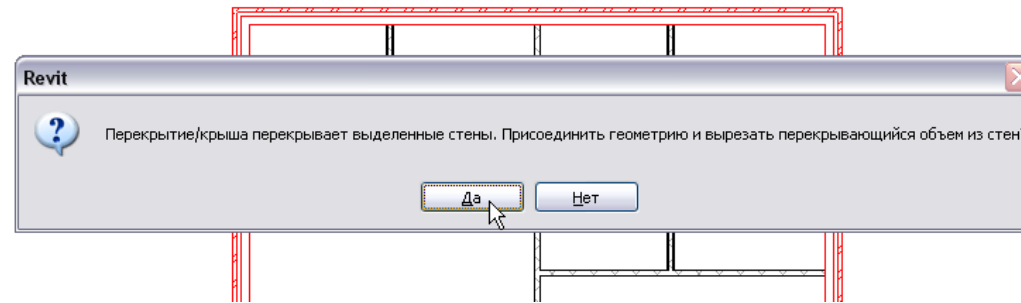 Revit
Перекрытие/крыша перекрывает выделенные стены. Присоединить геометрию и вырезать перекрывающийся объем из стен
Да
Нет